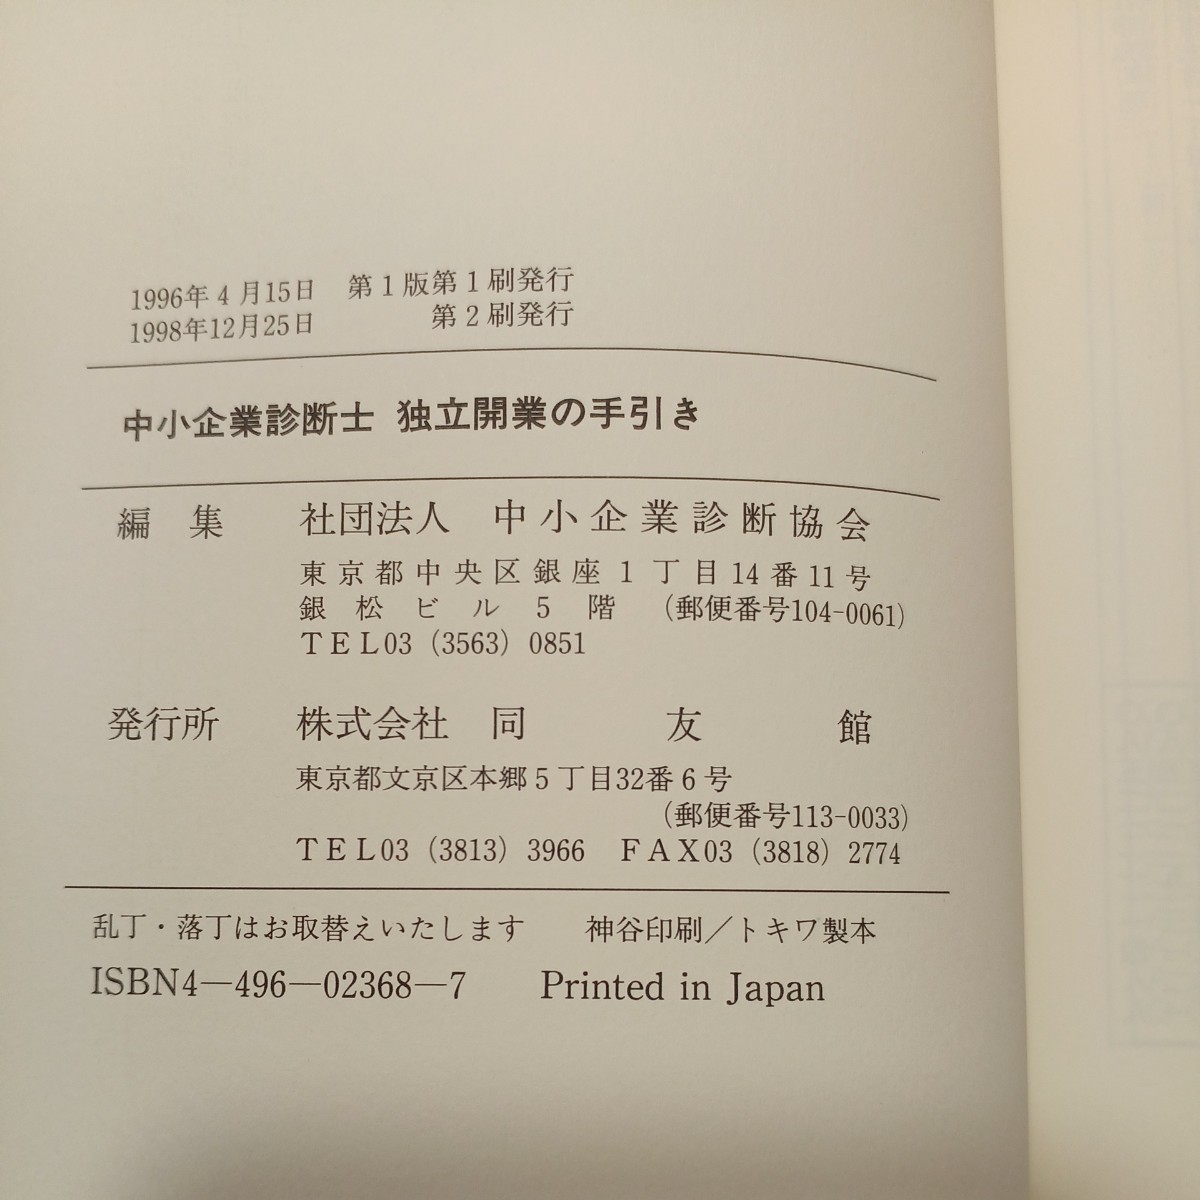 1996年4月15日　第1版第1刷発行
1998年12月25日　第2刷発行
中小企業診断士 独立開業の手引き
編　集　社団法人　中小企業診断協会
東京都中央区銀座1丁目14番11号
銀松ビル5階　（郵便番号104-0061）
TEL03（3563）0851
発行所　株式会社　同友館
東京都文京区本郷5丁目32番6号
（郵便番号113-0033）
TEL03（3813）3966　FAX03（3818）2774
乱丁・落丁はお取替えいたします　神谷印刷／トキワ製本
ISBN4—496—02368—7　Printed in Japan